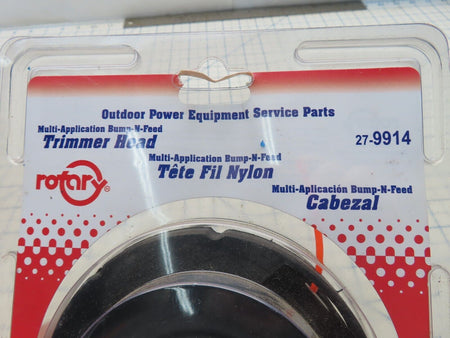 Outdoor Power Equipment Service Parts
Multi-Application Bump-N-Feed
Trimmer Head
27-9914
Multi-Application Bump-N-Feed
Tête Fil Nylon
rotary®
Multi-Aplicación Bump-N-Feed
Cabezal